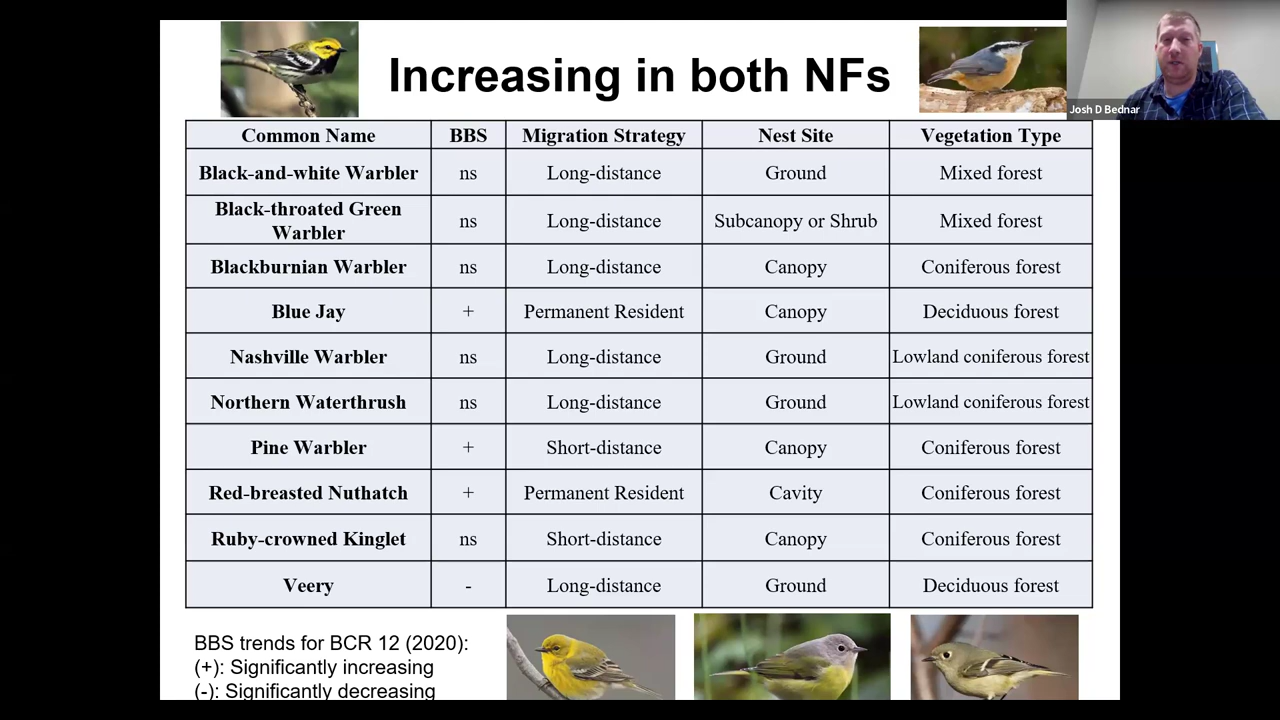 Increasing in both NFs
Josh D Bednar
Common Name BBS Migration Strategy Nest Site Vegetation Type
Black-and-white Warbler ns Long-distance Ground Mixed forest
Black-throated Green
Warbler ns Long-distance Subcanopy or Shrub Mixed forest
Blackburnian Warbler ns Long-distance Canopy Coniferous forest
Blue Jay + Permanent Resident Canopy Deciduous forest
Nashville Warbler ns Long-distance Ground Lowland coniferous forest
Northern Waterthrush ns Long-distance Ground Lowland coniferous forest
Pine Warbler + Short-distance Canopy Coniferous forest
Red-breasted Nuthatch + Permanent Resident Cavity Coniferous forest
Ruby-crowned Kinglet ns Short-distance Canopy Coniferous forest
Veery - Long-distance Ground Deciduous forest
BBS trends for BCR 12 (2020):
(+): Significantly increasing
(-): Significantly decreasing